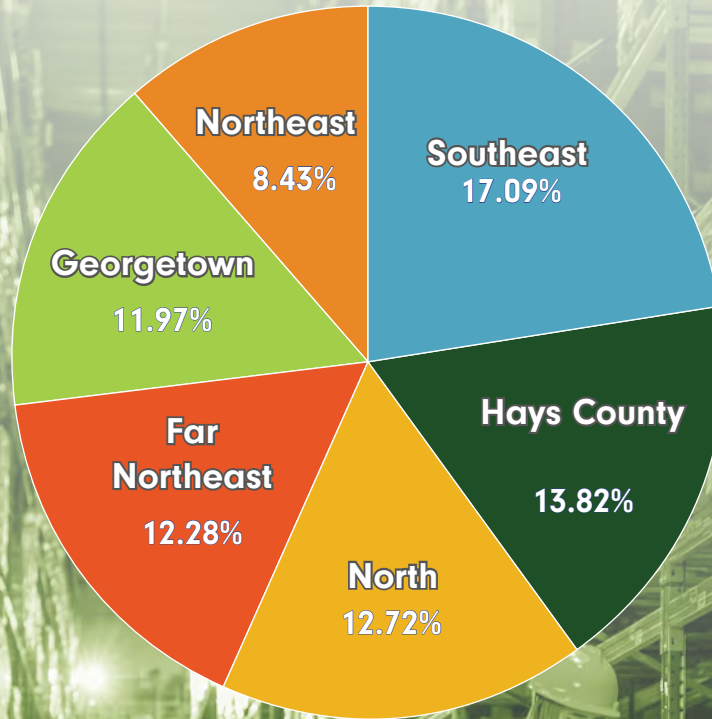 Northeast
8.43%
Southeast
17.09%
Georgetown
11.97%
Hays County
13.82%
Far
Northeast
12.28%
North
12.72%